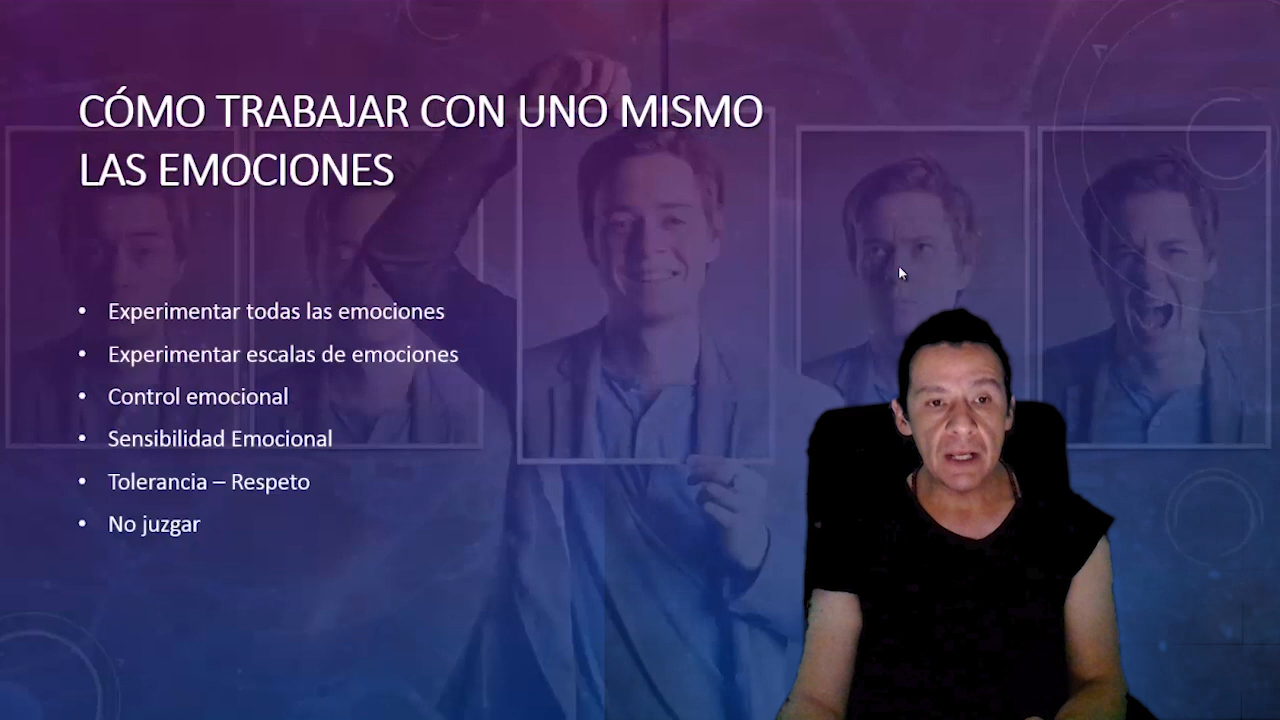 CÓMO TRABAJAR CON UNO MISMO
LAS EMOCIONES
• Experimentar todas las emociones
• Experimentar escalas de emociones
• Control emocional
• Sensibilidad Emocional
• Tolerancia – Respeto
• No juzgar